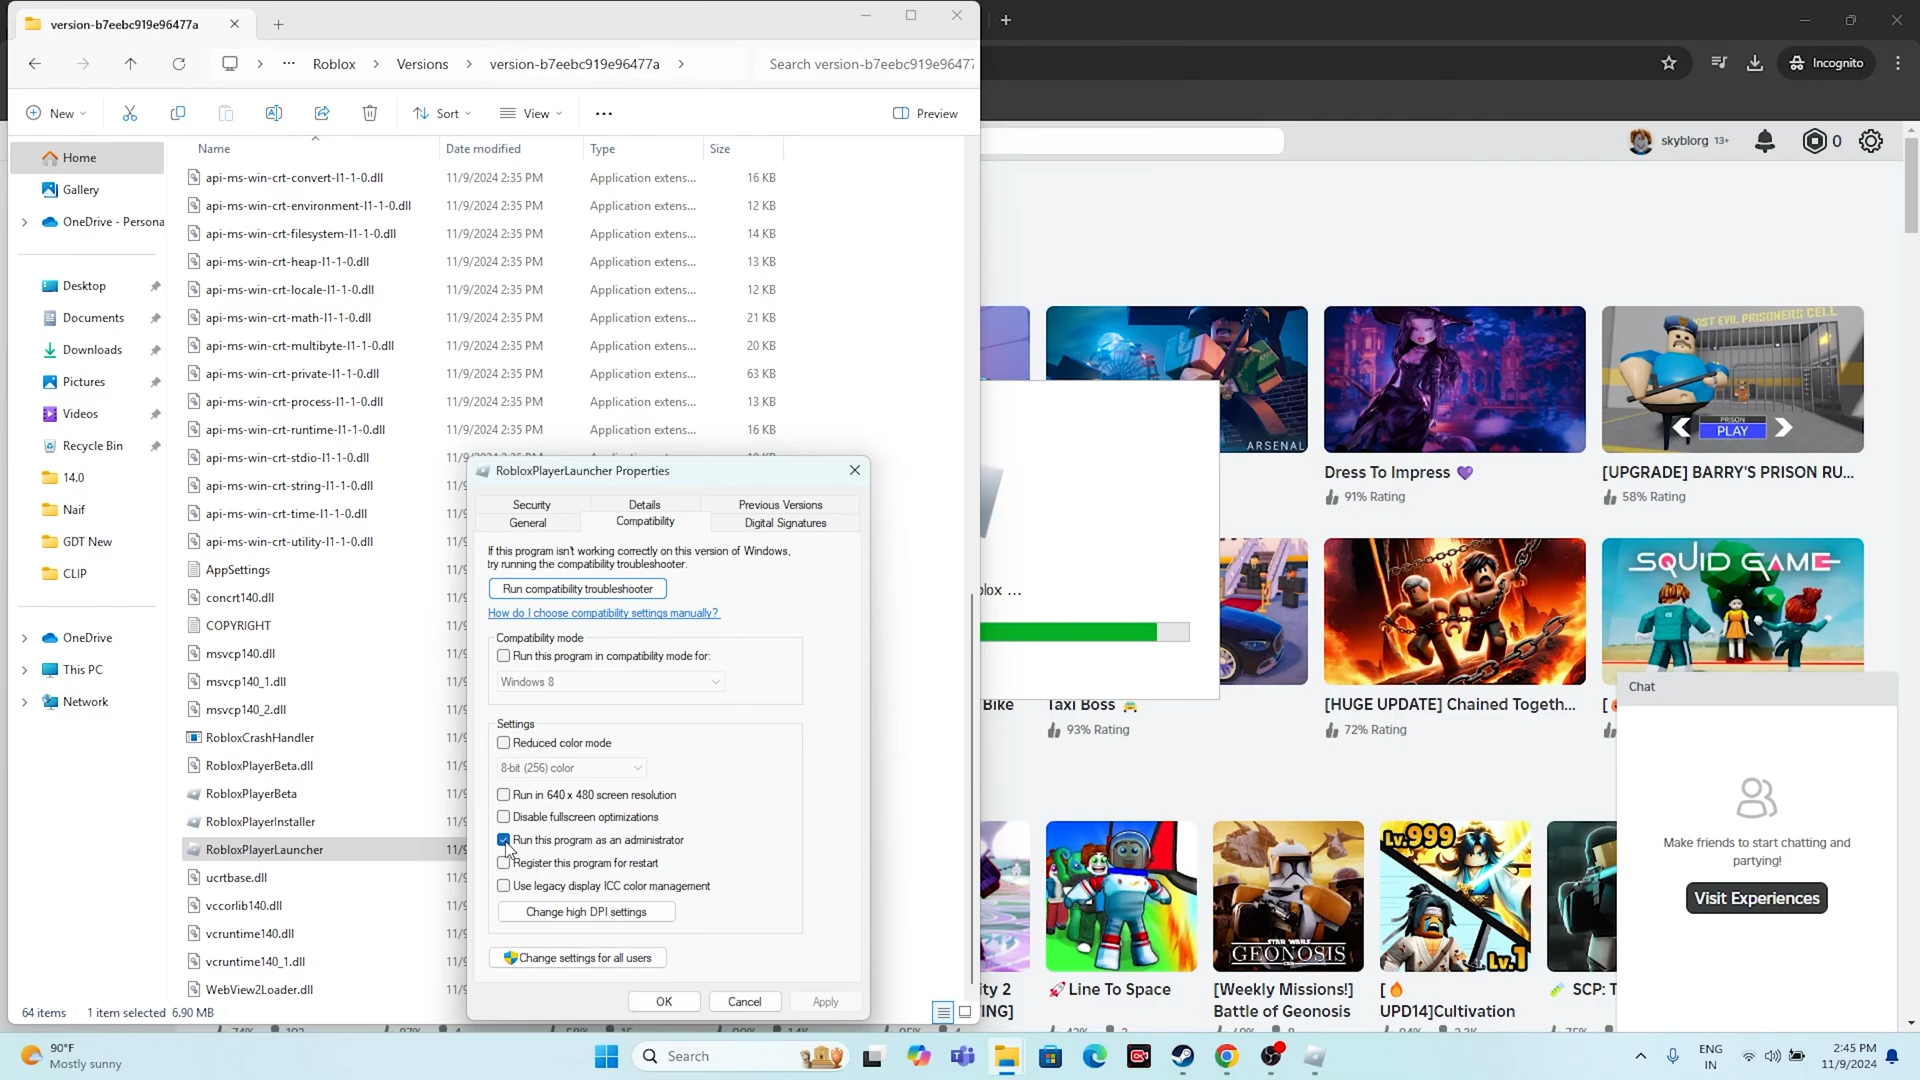 version-b7eebc919e96477a
Roblox
Versions
version-b7eebc919e96477a
Search version-b7eebc919e96477
Incognito
New
Sort
View
Preview
Name
Date modified
Type
Size
Home
Gallery
OneDrive - Persona
Desktop
Documents
Downloads
Pictures
Videos
Recycle Bin
14.0
Naif
GDT New
CLIP
OneDrive
This PC
Network
api-ms-win-crt-convert-l1-1-0.dll 11/9/2024 2:35 PM Application extens... 16 KB
api-ms-win-crt-environment-l1-1-0.dll 11/9/2024 2:35 PM Application extens... 12 KB
api-ms-win-crt-filesystem-l1-1-0.dll 11/9/2024 2:35 PM Application extens... 14 KB
api-ms-win-crt-heap-l1-1-0.dll 11/9/2024 2:35 PM Application extens... 13 KB
api-ms-win-crt-locale-l1-1-0.dll 11/9/2024 2:35 PM Application extens... 12 KB
api-ms-win-crt-math-l1-1-0.dll 11/9/2024 2:35 PM Application extens... 21 KB
api-ms-win-crt-multibyte-l1-1-0.dll 11/9/2024 2:35 PM Application extens... 20 KB
api-ms-win-crt-private-l1-1-0.dll 11/9/2024 2:35 PM Application extens... 63 KB
api-ms-win-crt-process-l1-1-0.dll 11/9/2024 2:35 PM Application extens... 13 KB
api-ms-win-crt-runtime-l1-1-0.dll 11/9/2024 2:35 PM Application extens... 16 KB
api-ms-win-crt-stdio-l1-1-0.dll
api-ms-win-crt-string-l1-1-0.dll
api-ms-win-crt-time-l1-1-0.dll
api-ms-win-crt-utility-l1-1-0.dll
AppSettings
concrt140.dll
COPYRIGHT
msvcp140.dll
msvcp140_1.dll
msvcp140_2.dll
RobloxCrashHandler
RobloxPlayerBeta.dll
RobloxPlayerBeta
RobloxPlayerInstaller
RobloxPlayerLauncher
ucrtbase.dll
vccorlib140.dll
vcruntime140.dll
vcruntime140_1.dll
WebView2Loader.dll
64 items 1 item selected 6.90 MB
RobloxPlayerLauncher Properties
Security Details Previous Versions
General Compatibility Digital Signatures
If this program isn't working correctly on this version of Windows,
try running the compatibility troubleshooter.
Run compatibility troubleshooter
How do I choose compatibility settings manually?
Compatibility mode
Run this program in compatibility mode for:
Windows 8
Settings
Reduced color mode
8-bit (256) color
Run in 640 x 480 screen resolution
Disable fullscreen optimizations
Run this program as an administrator
Register this program for restart
Use legacy display ICC color management
Change high DPI settings
Change settings for all users
OK Cancel Apply
skyblorg 13+
0
ARSENAL
PRISON
PLAY
Dress To Impress 💜
91% Rating
[UPGRADE] BARRY'S PRISON RU...
58% Rating
blox ...
SQUID GAME
Bike
Taxi Boss 🚕
93% Rating
[HUGE UPDATE] Chained Togeth...
72% Rating
Chat
Make friends to start chatting and
partying!
Visit Experiences
STAR WARS
GEONOSIS
Lv.999
Lv.1
ity 2
ING]
🚀Line To Space
[Weekly Missions!]
Battle of Geonosis
[🔥
UPD14]Cultivation
SCP: T
90°F
Mostly sunny
Search
ENG
IN
2:45 PM
11/9/2024